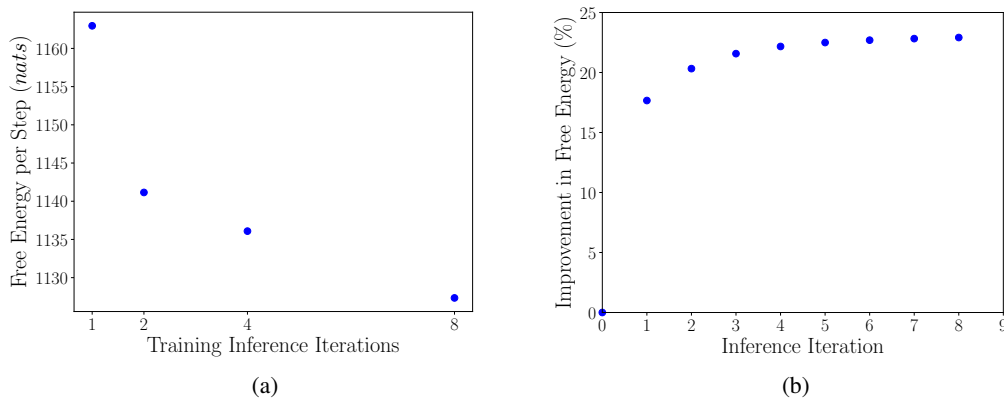 1160
1155
1150
1145
1140
1135
1130
Free Energy per Step (nats)
1 2 4 8
Training Inference Iterations
(a)
25
20
15
10
5
0
Improvement in Free Energy (%)
0 1 2 3 4 5 6 7 8 9
Inference Iteration
(b)